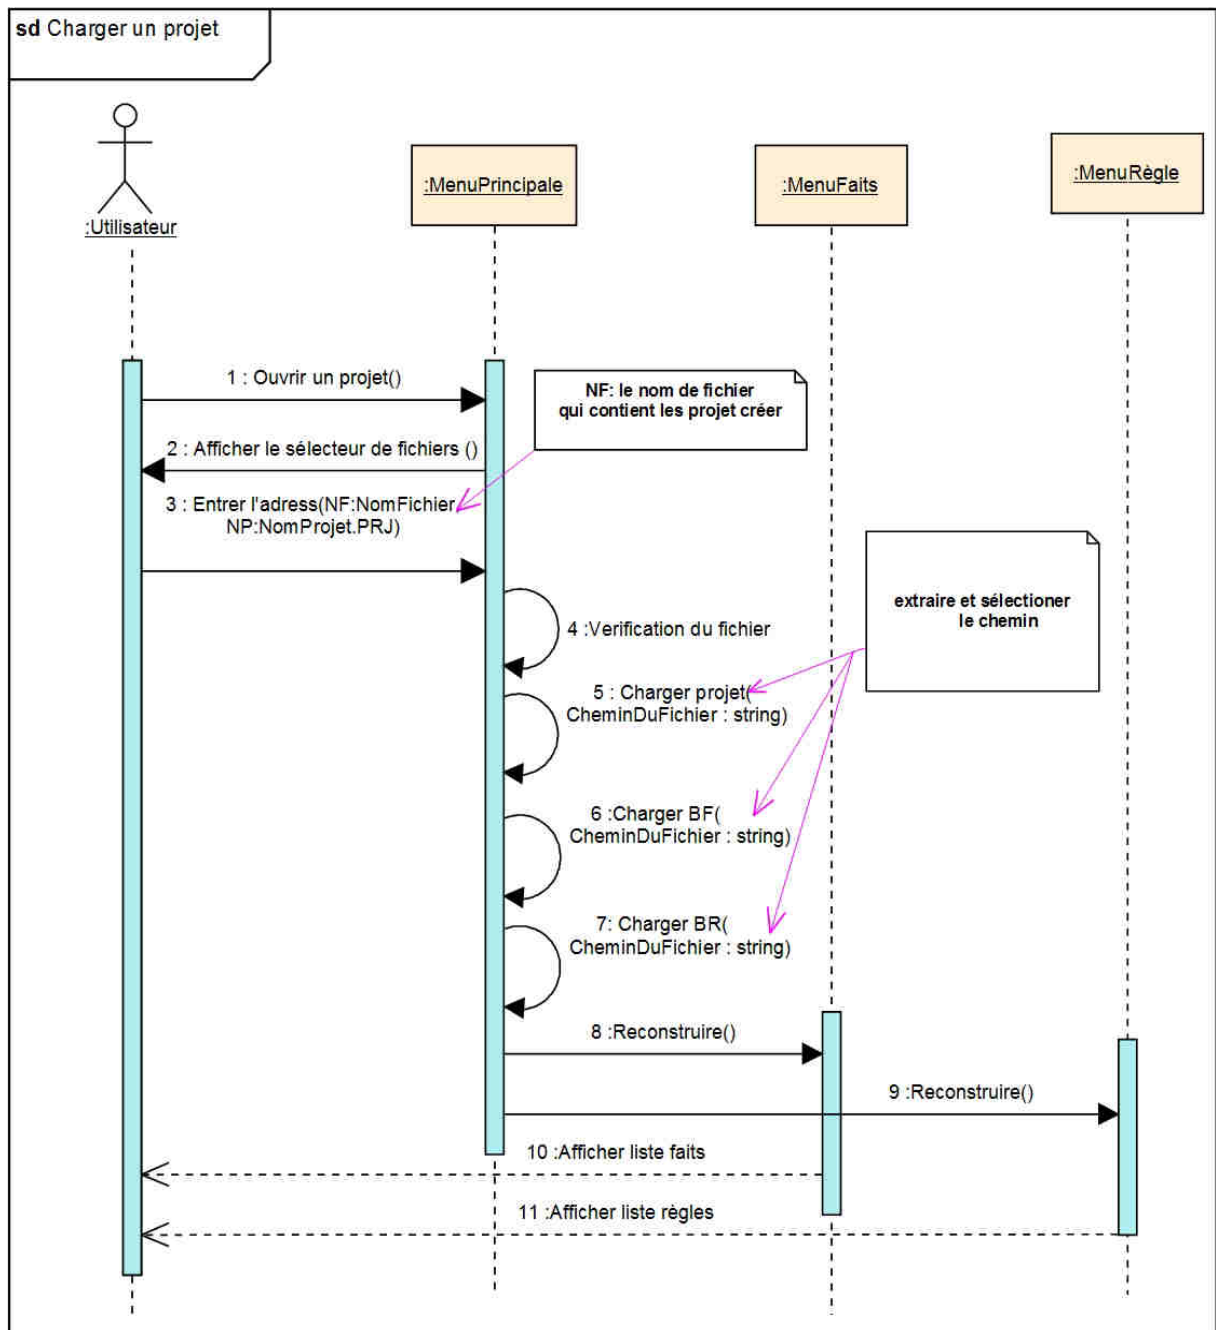 sd Charger un projet
:Utilisateur
:MenuPrincipale
:MenuFaits
:MenuRègle
1 : Ouvrir un projet()
NF: le nom de fichier
qui contient les projet créer
2 : Afficher le sélecteur de fichiers ()
3 : Entrer l'adress(NF:NomFichier
NP:NomProjet.PRJ)
extraire et sélectioner
le chemin
4 :Verification du fichier
5 : Charger projet(
CheminDuFichier : string)
6 :Charger BF(
CheminDuFichier : string)
7: Charger BR(
CheminDuFichier : string)
8 :Reconstruire()
9 :Reconstruire()
10 :Afficher liste faits
11 :Afficher liste règles